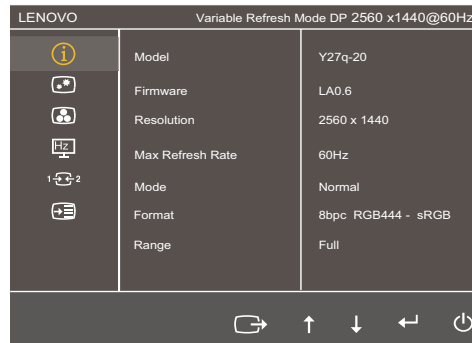 LENOVO Variable Refresh Mode DP 2560 x1440@60Hz
Model Y27q-20
Firmware LA0.6
Resolution 2560 x 1440
Hz
Max Refresh Rate 60Hz
1 2
Mode Normal
Format 8bpc RGB444 - sRGB
Range Full